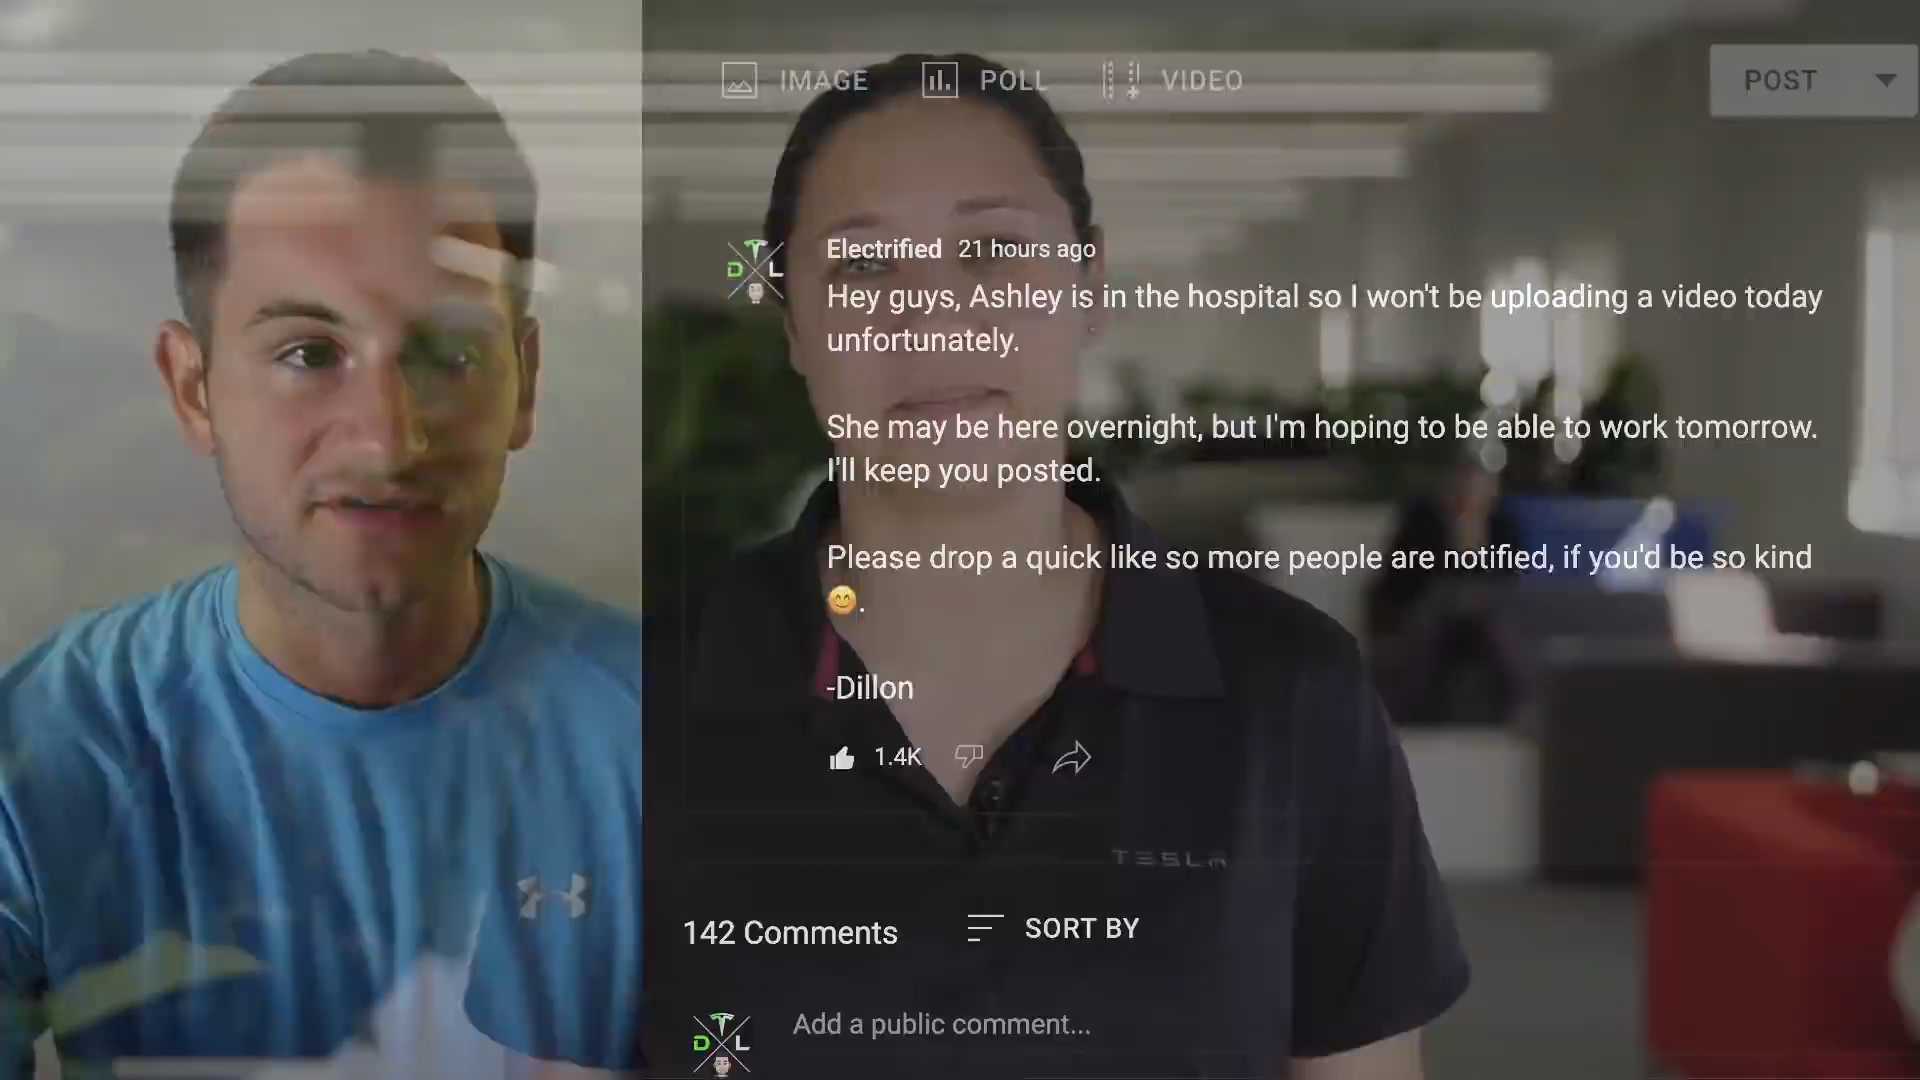 IMAGE POLL VIDEO POST
Electrified 21 hours ago
Hey guys, Ashley is in the hospital so I won't be uploading a video today
unfortunately.
She may be here overnight, but I'm hoping to be able to work tomorrow.
I'll keep you posted.
Please drop a quick like so more people are notified, if you'd be so kind
😊.
-Dillon
1.4K
TESLA
142 Comments SORT BY
D L
Add a public comment...
D L